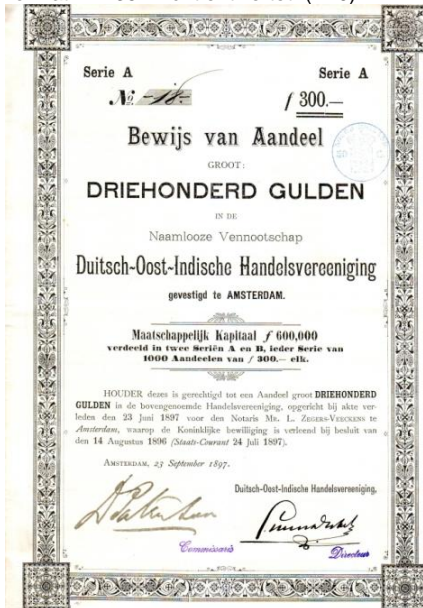 Serie A Serie A
No -18.- f 300.—
Bewijs van Aandeel
GROOT:
DRIEHONDERD GULDEN
IN DE
Naamlooze Vennootschap
Duitsch-Oost-Indische Handelsvereeniging
gevestigd te AMSTERDAM.
Maatschappelijk Kapitaal f 600,000
verdeeld in twee Seriën A en B, ieder Serie van
1000 Aandeelen van f 300.— elk.
HOUDER dezes is gerechtigd tot een Aandeel groot DRIEHONDERD
GULDEN in de bovengenoemde Handelsvereeniging, opgericht bij akte ver-
leden den 23 Juni 1897 voor den Notaris Mr. L. ZEGERS-VEECKENS te
Amsterdam, waarop de Koninklijke bewilliging is verleend bij besluit van
den 14 Augustus 1896 (Staats-Courant 24 Juli 1897).
AMSTERDAM, 23 September 1897.
Duitsch-Oost-Indische Handelsvereeniging,
Commissaris
Directeur